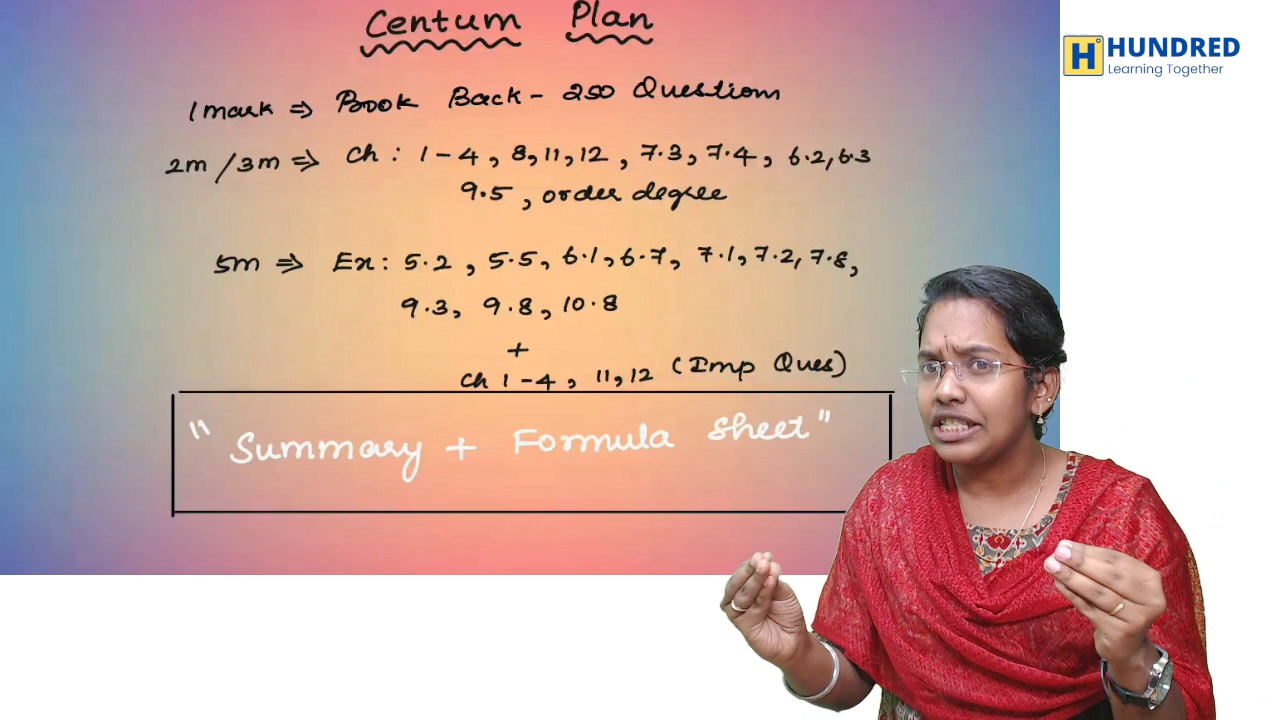 Centum Plan
1 mark ⇒ Book Back - 250 Questions
2m / 3m ⇒ Ch : 1 - 4 , 8, 11, 12 , 7.3, 7.4 , 6.2, 6.3
9.5 , order degree
5m ⇒ Ex : 5.2 , 5.5, 6.1, 6.7, 7.1, 7.2, 7.8,
9.3, 9.8, 10.8
+
Ch 1 - 4 , 11, 12 (Imp Ques)
" Summary + Formula Sheet "
H° HUNDRED
Learning Together